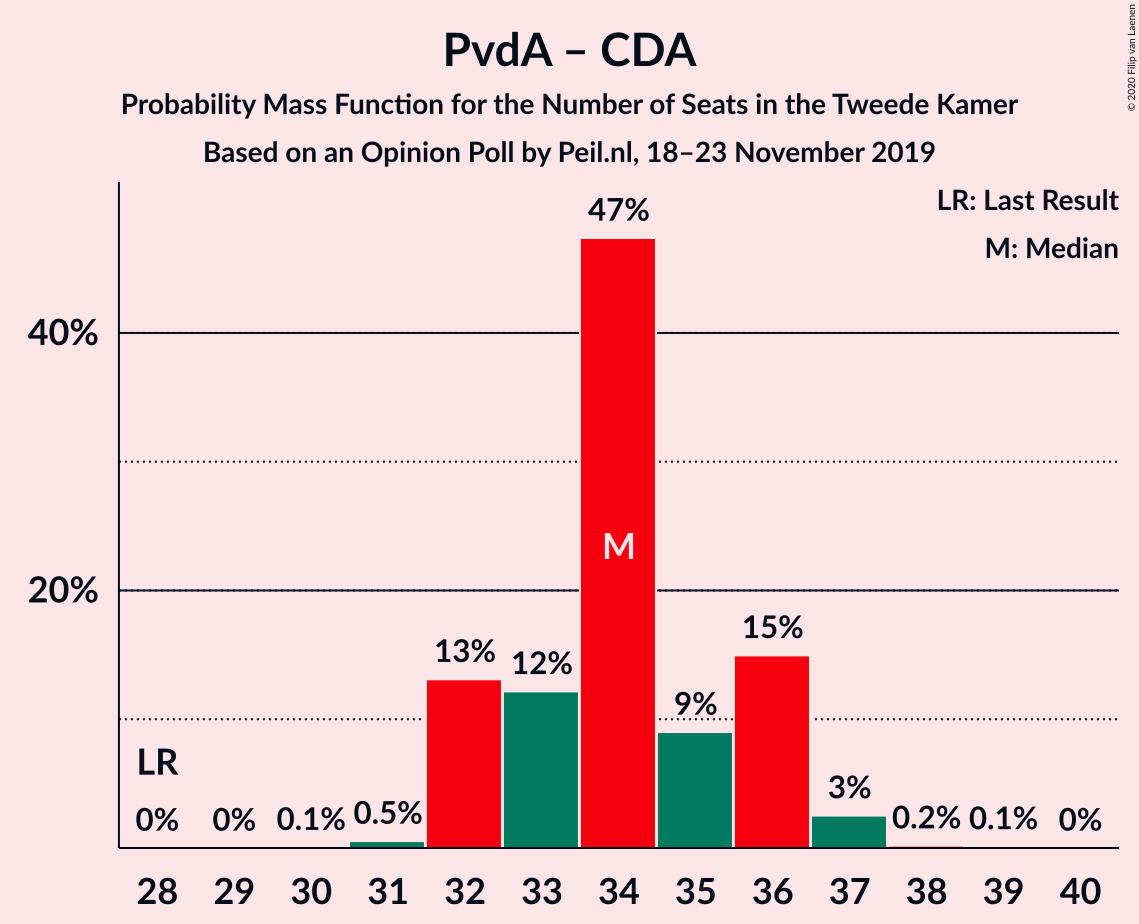 PvdA – CDA
Probability Mass Function for the Number of Seats in the Tweede Kamer
Based on an Opinion Poll by Peil.nl, 18–23 November 2019
© 2020 Filip van Laenen
LR: Last Result
M: Median
47%
40%
M
20%
15%
13%
12%
9%
LR
3%
0%
0%
0.1%
0.5%
0.2%
0.1%
0%
28 29 30 31 32 33 34 35 36 37 38 39 40